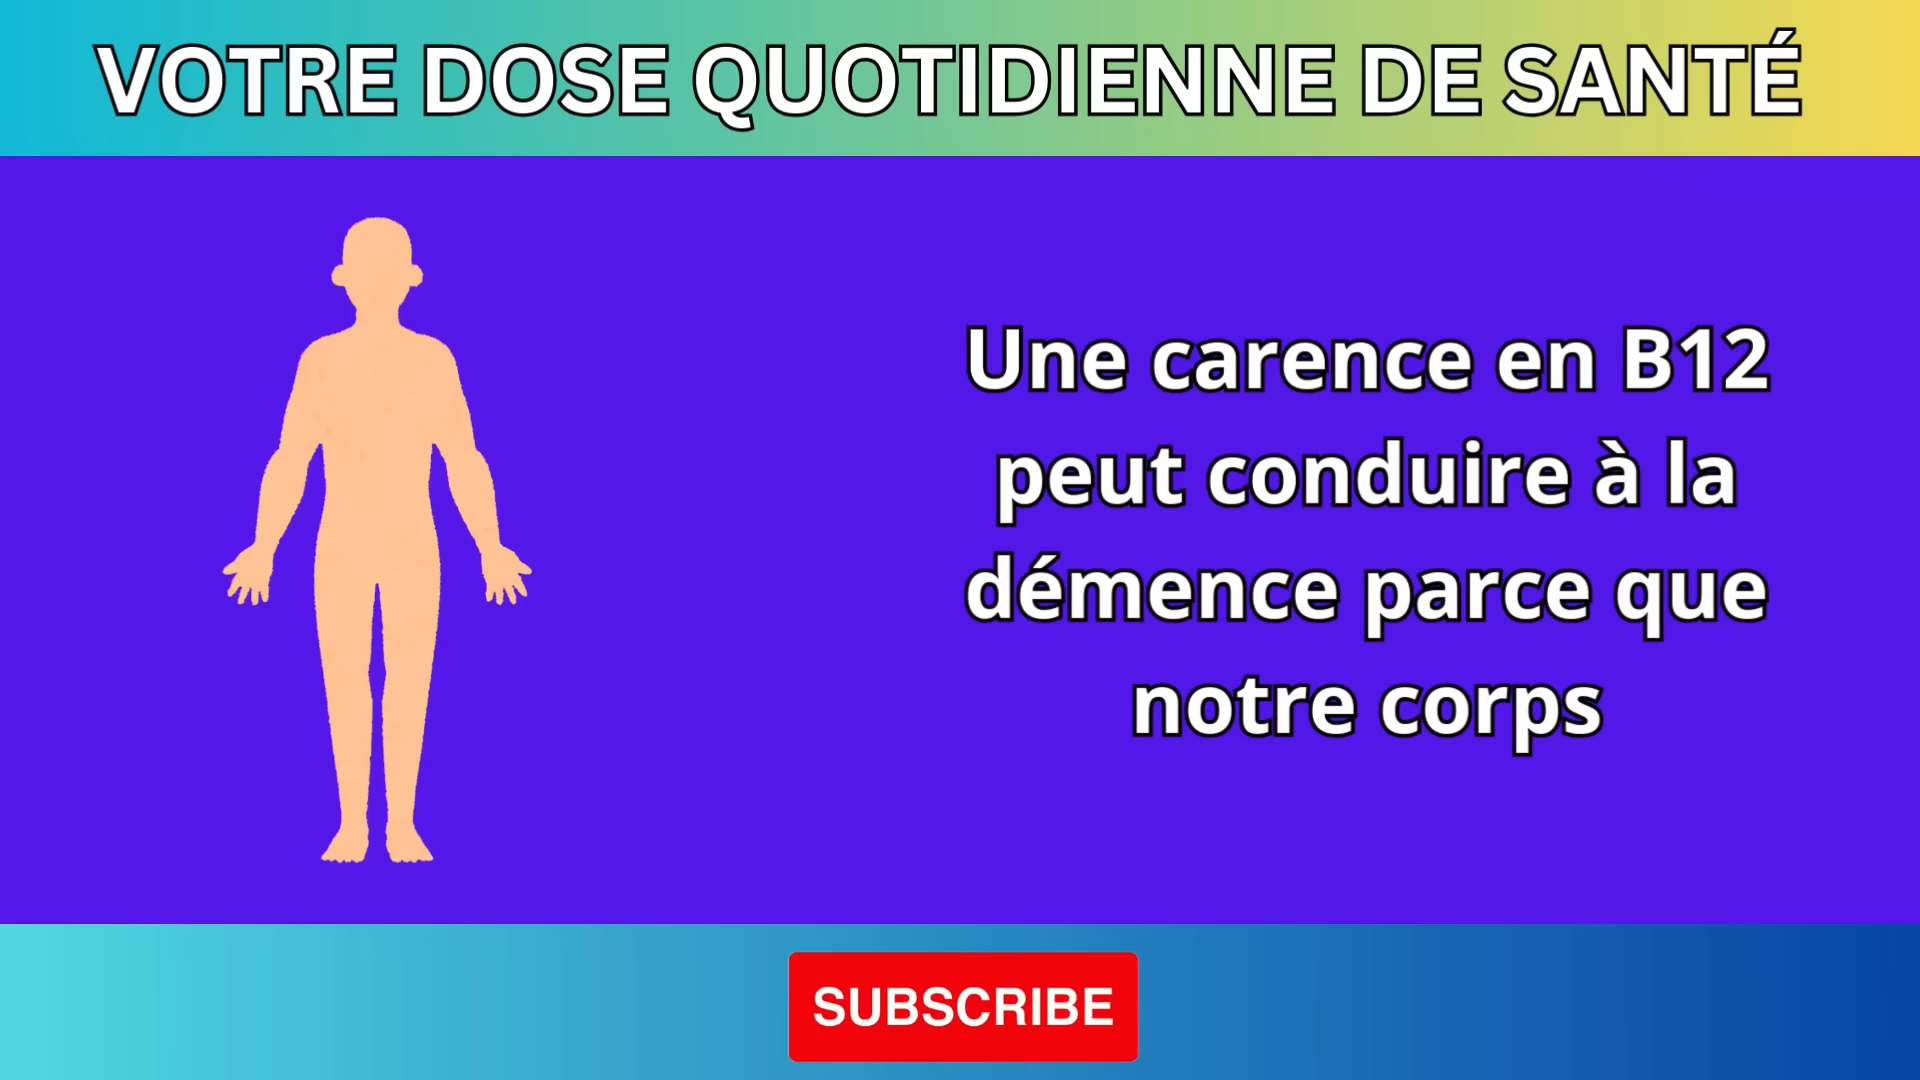 VOTRE DOSE QUOTIDIENNE DE SANTÉ
Une carence en B12
peut conduire à la
démence parce que
notre corps
SUBSCRIBE